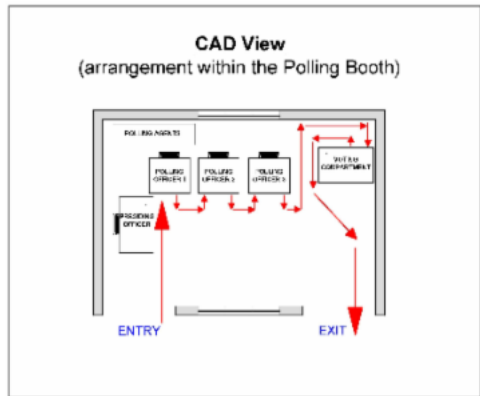 CAD View
(arrangement within the Polling Booth)
POLLING AGENTS
POLLING
OFFICER 1
POLLING
OFFICER 2
POLLING
OFFICER 3
VOTING
COMPARTMENT
PRESIDING
OFFICER
ENTRY
EXIT